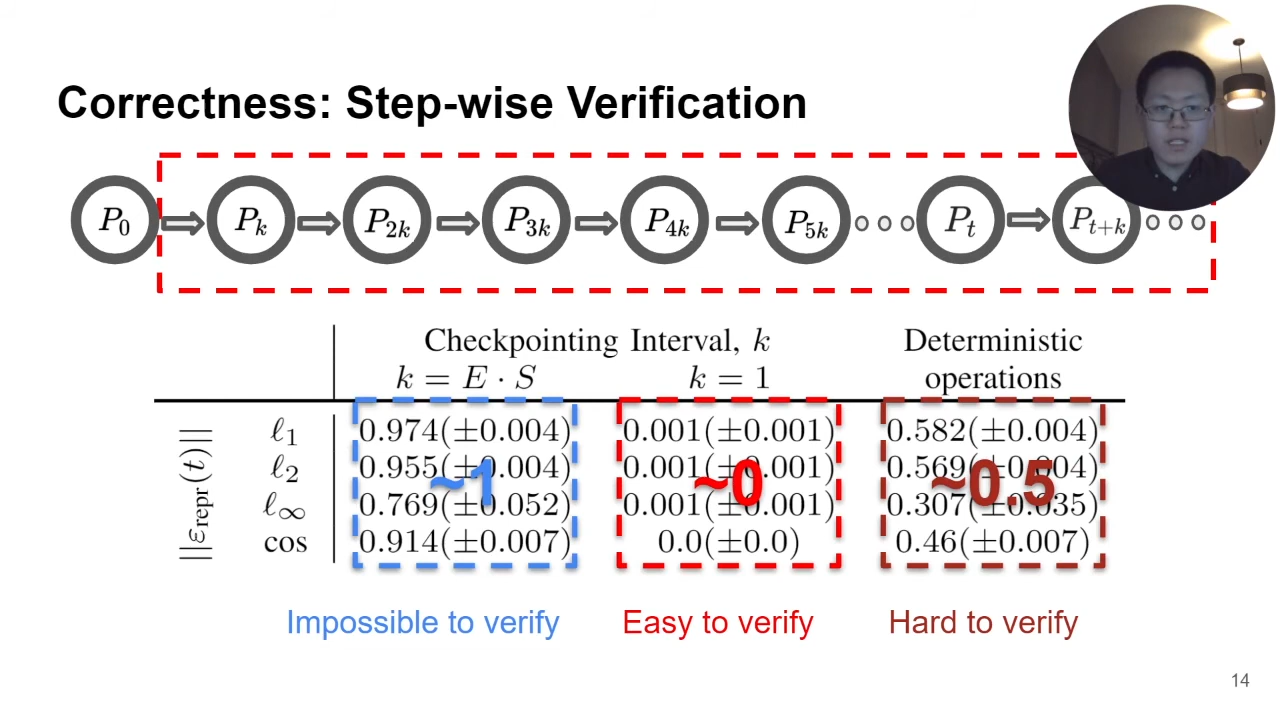 Correctness: Step-wise Verification
P₀ Pₖ P₂ₖ P₃ₖ P₄ₖ P₅ₖ Pₜ Pₜ₊ₖ
Checkpointing Interval, k Deterministic
k = E · S k = 1 operations
||εrepr(t)||
ℓ₁ 0.974(±0.004) 0.001(±0.001) 0.582(±0.004)
ℓ₂ 0.955(±0.004) 0.001(±0.001) 0.569(±0.004)
~1 ~0 ~0.5
ℓ∞ 0.769(±0.052) 0.001(±0.001) 0.307(±0.035)
cos 0.914(±0.007) 0.0(±0.0) 0.46(±0.007)
Impossible to verify Easy to verify Hard to verify
14